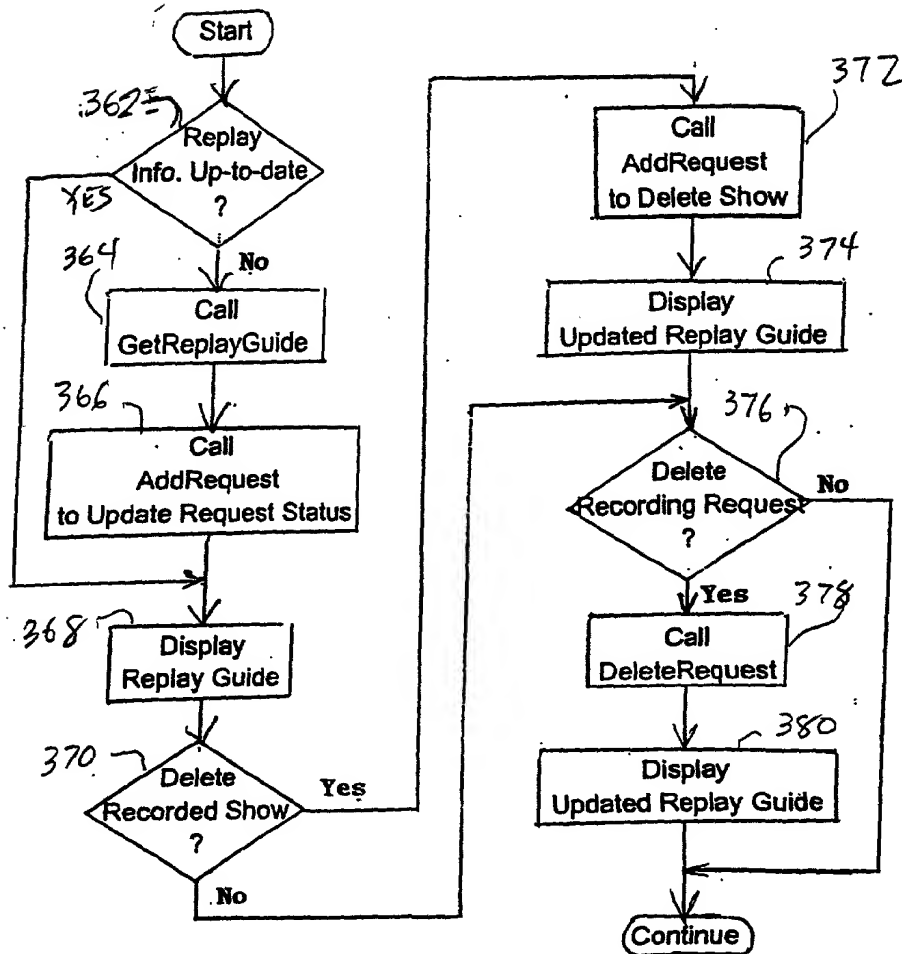 Start
362
Replay
Info. Up-to-date
?
YES
No
364
Call
GetReplayGuide
366
Call
AddRequest
to Update Request Status
368
Display
Replay Guide
370
Delete
Recorded Show
?
Yes
No
372
Call
AddRequest
to Delete Show
374
Display
Updated Replay Guide
376
Delete
Recording Request
?
No
Yes
378
Call
DeleteRequest
380
Display
Updated Replay Guide
Continue